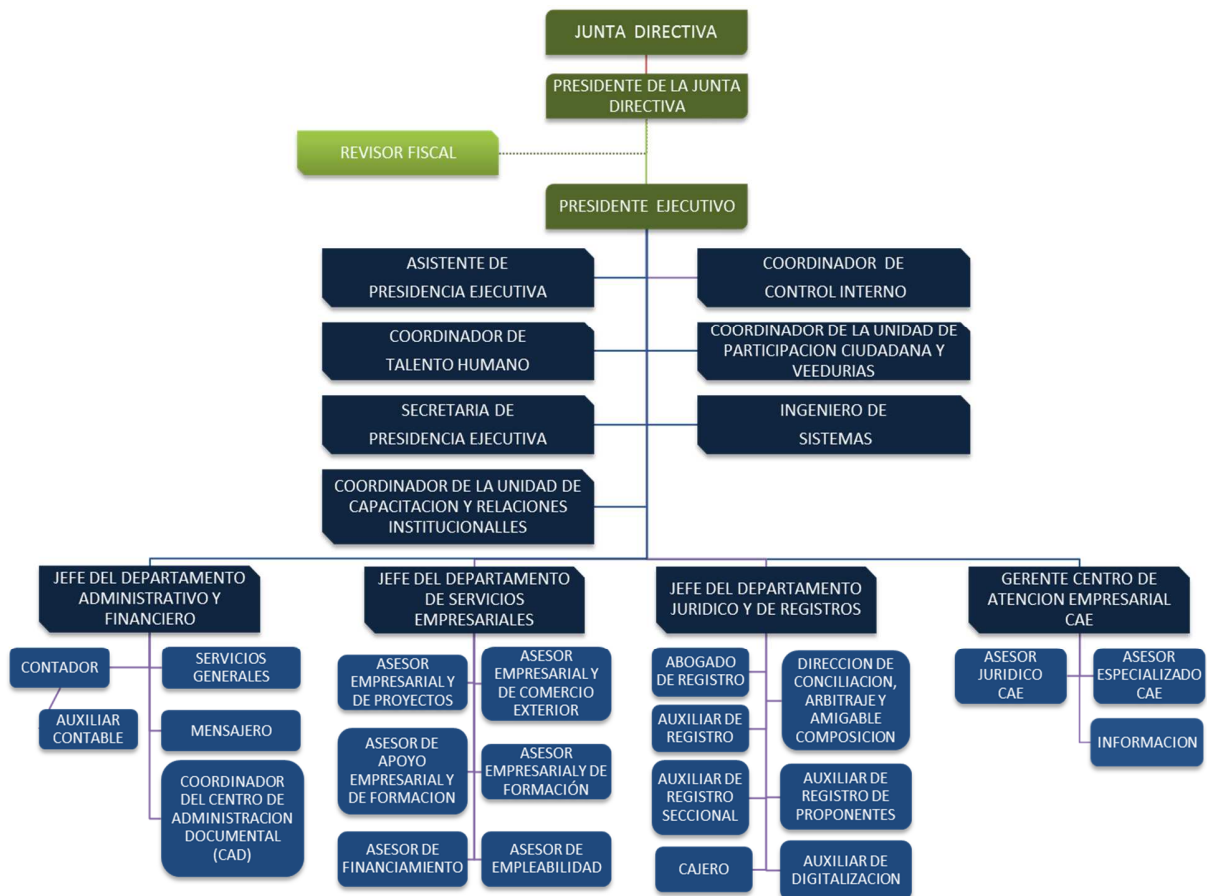 JUNTA DIRECTIVA
PRESIDENTE DE LA JUNTA
DIRECTIVA
REVISOR FISCAL
PRESIDENTE EJECUTIVO
ASISTENTE DE
PRESIDENCIA EJECUTIVA
COORDINADOR DE
CONTROL INTERNO
COORDINADOR DE
TALENTO HUMANO
COORDINADOR DE LA UNIDAD DE
PARTICIPACION CIUDADANA Y
VEEDURIAS
SECRETARIA DE
PRESIDENCIA EJECUTIVA
INGENIERO DE
SISTEMAS
COORDINADOR DE LA UNIDAD DE
CAPACITACION Y RELACIONES
INSTITUCIONALLES
JEFE DEL DEPARTAMENTO
ADMINISTRATIVO Y
FINANCIERO
CONTADOR
SERVICIOS
GENERALES
AUXILIAR
CONTABLE
MENSAJERO
COORDINADOR
DEL CENTRO DE
ADMINISTRACION
DOCUMENTAL
(CAD)
JEFE DEL DEPARTAMENTO
DE SERVICIOS
EMPRESARIALES
ASESOR
EMPRESARIAL Y
DE PROYECTOS
ASESOR
EMPRESARIAL Y
DE COMERCIO
EXTERIOR
ASESOR DE
APOYO
EMPRESARIAL Y
DE FORMACION
ASESOR
EMPRESARIALY DE
FORMACIÓN
ASESOR DE
FINANCIAMIENTO
ASESOR DE
EMPLEABILIDAD
JEFE DEL DEPARTAMENTO
JURIDICO Y DE REGISTROS
ABOGADO
DE REGISTRO
DIRECCION DE
CONCILIACION,
ARBITRAJE Y
AMIGABLE
COMPOSICION
AUXILIAR DE
REGISTRO
AUXILIAR DE
REGISTRO
SECCIONAL
AUXILIAR DE
REGISTRO DE
PROPONENTES
CAJERO
AUXILIAR DE
DIGITALIZACION
GERENTE CENTRO DE
ATENCION EMPRESARIAL
CAE
ASESOR
JURIDICO
CAE
ASESOR
ESPECIALIZADO
CAE
INFORMACION